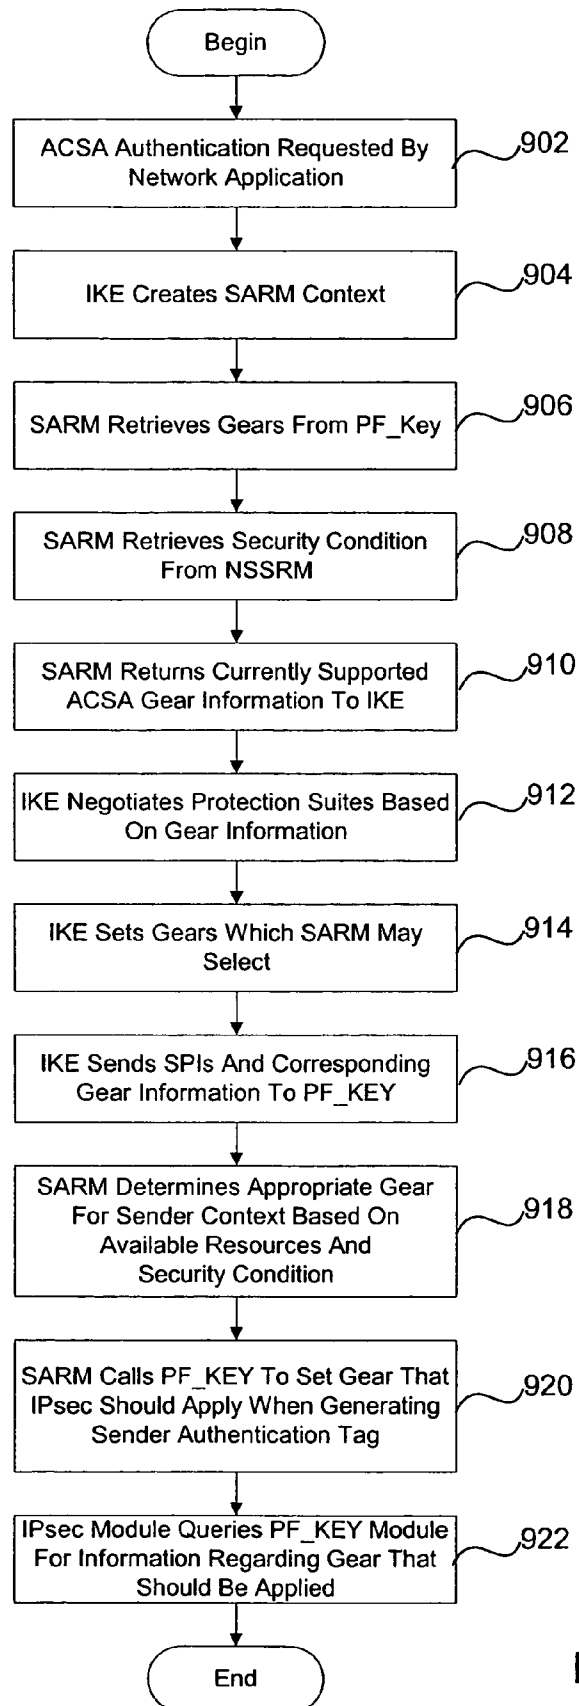 Begin
ACSA Authentication Requested By
Network Application
902
IKE Creates SARM Context
904
SARM Retrieves Gears From PF_Key
906
SARM Retrieves Security Condition
From NSSRM
908
SARM Returns Currently Supported
ACSA Gear Information To IKE
910
IKE Negotiates Protection Suites Based
On Gear Information
912
IKE Sets Gears Which SARM May
Select
914
IKE Sends SPIs And Corresponding
Gear Information To PF_KEY
916
SARM Determines Appropriate Gear
For Sender Context Based On
Available Resources And
Security Condition
918
SARM Calls PF_KEY To Set Gear That
IPsec Should Apply When Generating
Sender Authentication Tag
920
IPsec Module Queries PF_KEY Module
For Information Regarding Gear That
Should Be Applied
922
End